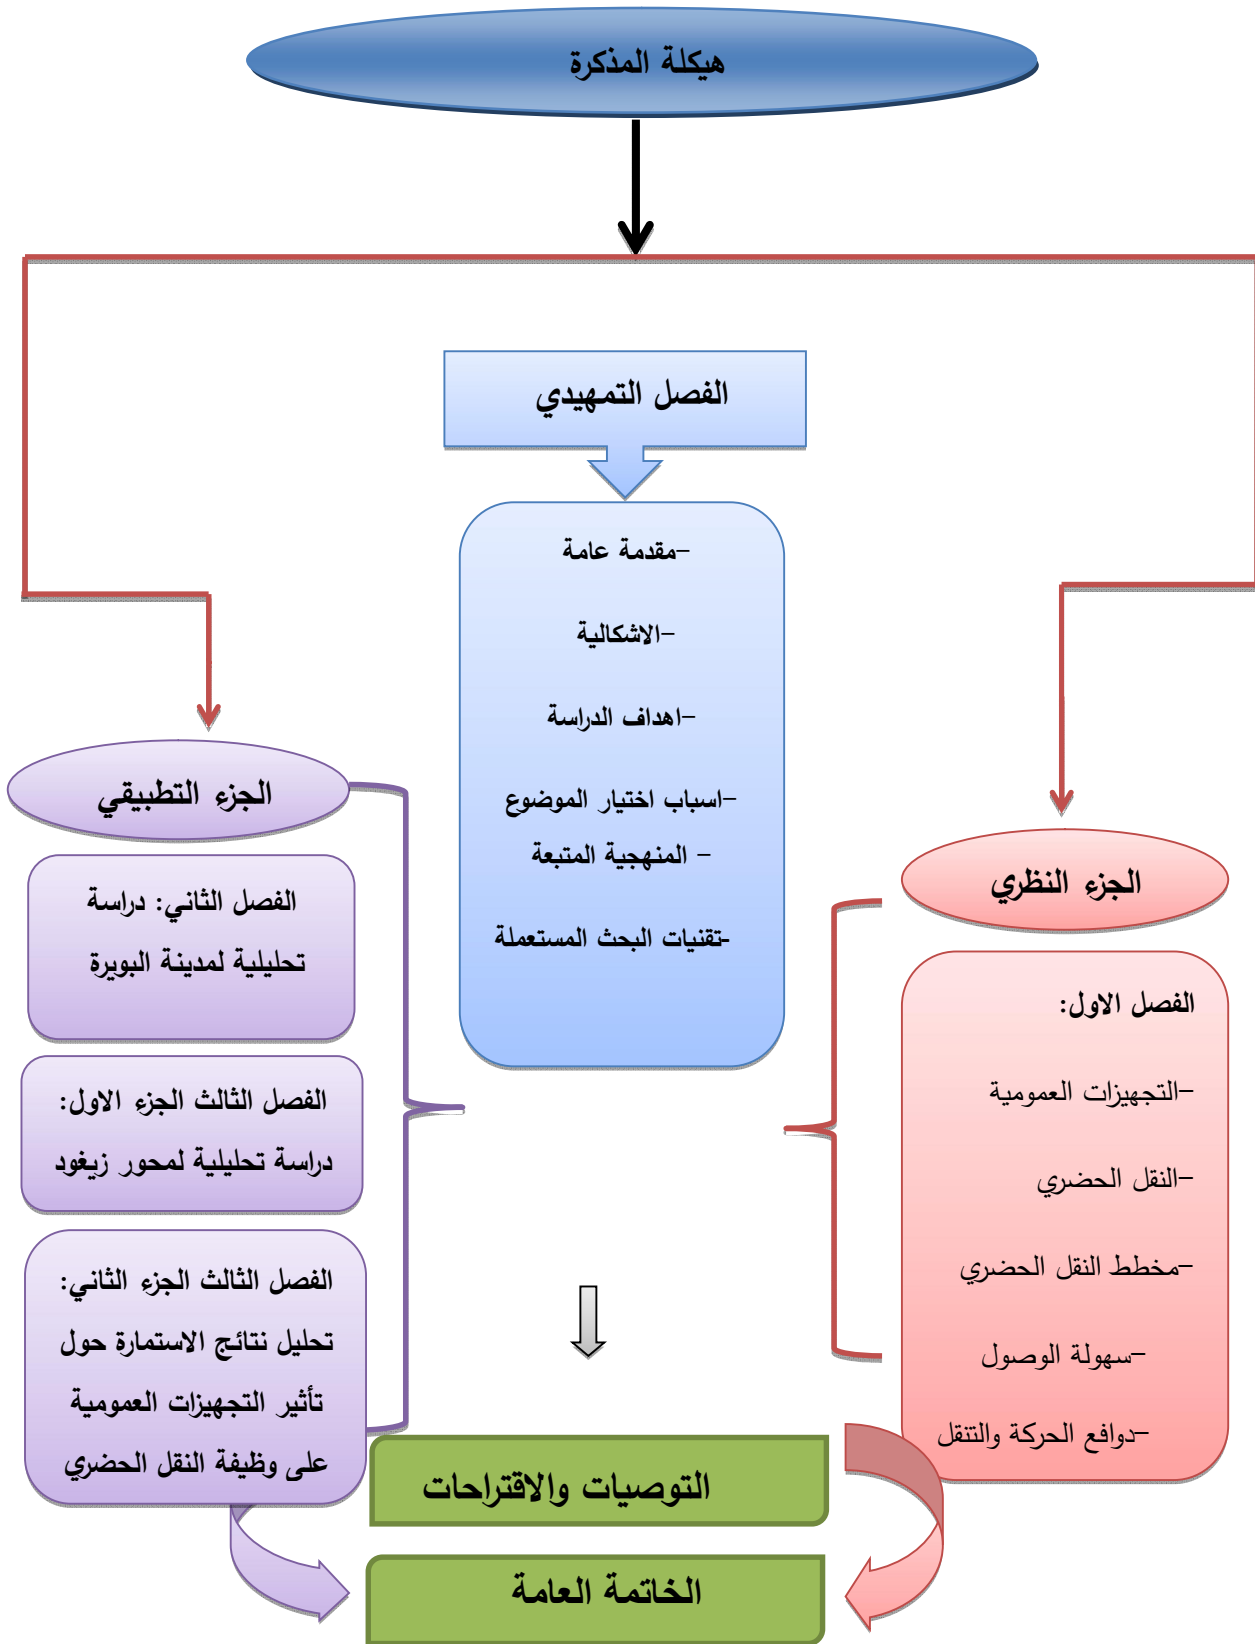 هيكلة المذكرة
الفصل التمهيدي
-مقدمة عامة
-الاشكالية
-اهداف الدراسة
-اسباب اختيار الموضوع
- المنهجية المتبعة
-تقنيات البحث المستعملة
الجزء النظري
الفصل الاول:
-التجهيزات العمومية
-النقل الحضري
-مخطط النقل الحضري
-سهولة الوصول
-دوافع الحركة والتنقل
الجزء التطبيقي
الفصل الثاني: دراسة
تحليلية لمدينة البويرة
الفصل الثالث الجزء الاول:
دراسة تحليلية لمحور زيغود
الفصل الثالث الجزء الثاني:
تحليل نتائج الاستمارة حول
تأثير التجهيزات العمومية
على وظيفة النقل الحضري
التوصيات والاقتراحات
الخاتمة العامة